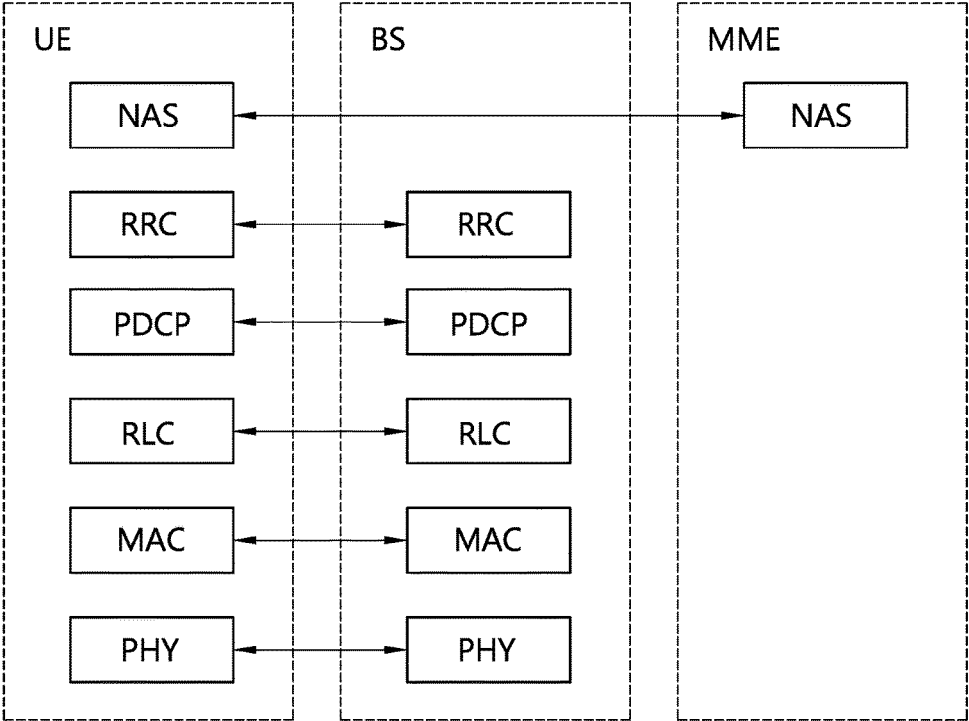 UE BS MME
NAS NAS
RRC RRC
PDCP PDCP
RLC RLC
MAC MAC
PHY PHY